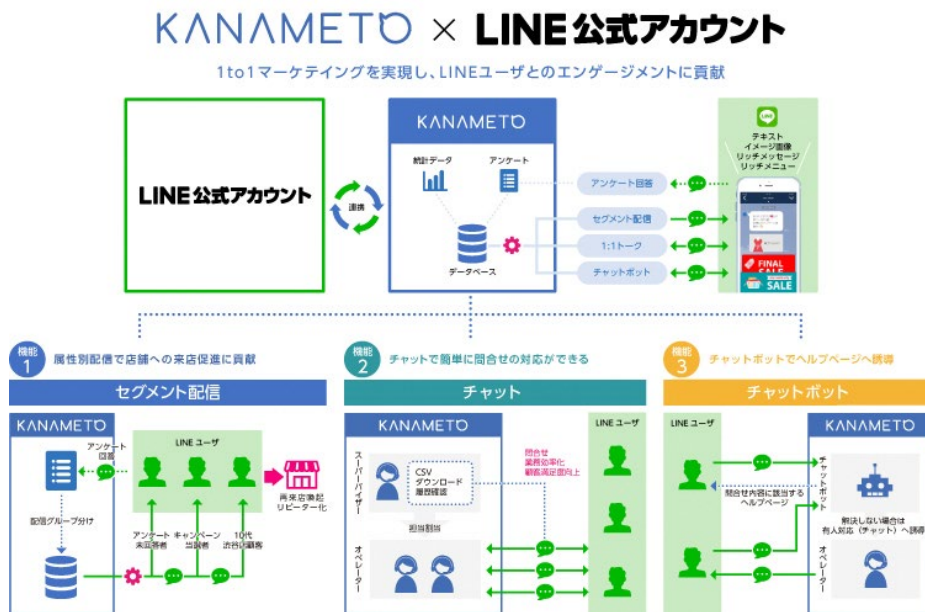 KANAMETO × LINE公式アカウント
1to1マーケテイングを実現し、LINEユーザとのエンゲージメントに貢献
LINE公式アカウント
連携
KANAMETO
統計データ
アンケート
データベース
アンケート回答
セグメント配信
1:1トーク
チャットボット
LINE
テキスト
イメージ画像
リッチメッセージ
リッチメニュー
FINAL
SALE
SALE
機能
1
属性別配信で店舗への来店促進に貢献
セグメント配信
KANAMETO
アンケート
回答
配信グループ分け
LINE ユーザ
再来店喚起
リピーター化
アンケート
未回答者
キャンペーン
当選者
10代
渋谷店顧客
機能
2
チャットで簡単に問合せの対応ができる
チャット
KANAMETO
スーパーバイザー
CSV
ダウンロード
履歴確認
担当割当
オペレーター
問合せ
業務効率化
顧客満足度向上
LINE ユーザ
機能
3
チャットボットでヘルプページへ誘導
チャットボット
LINE ユーザ
問合せ内容に該当する
ヘルプページ
KANAMETO
チャットボット
解決しない場合は
有人対応（チャット）へ誘導
オペレーター